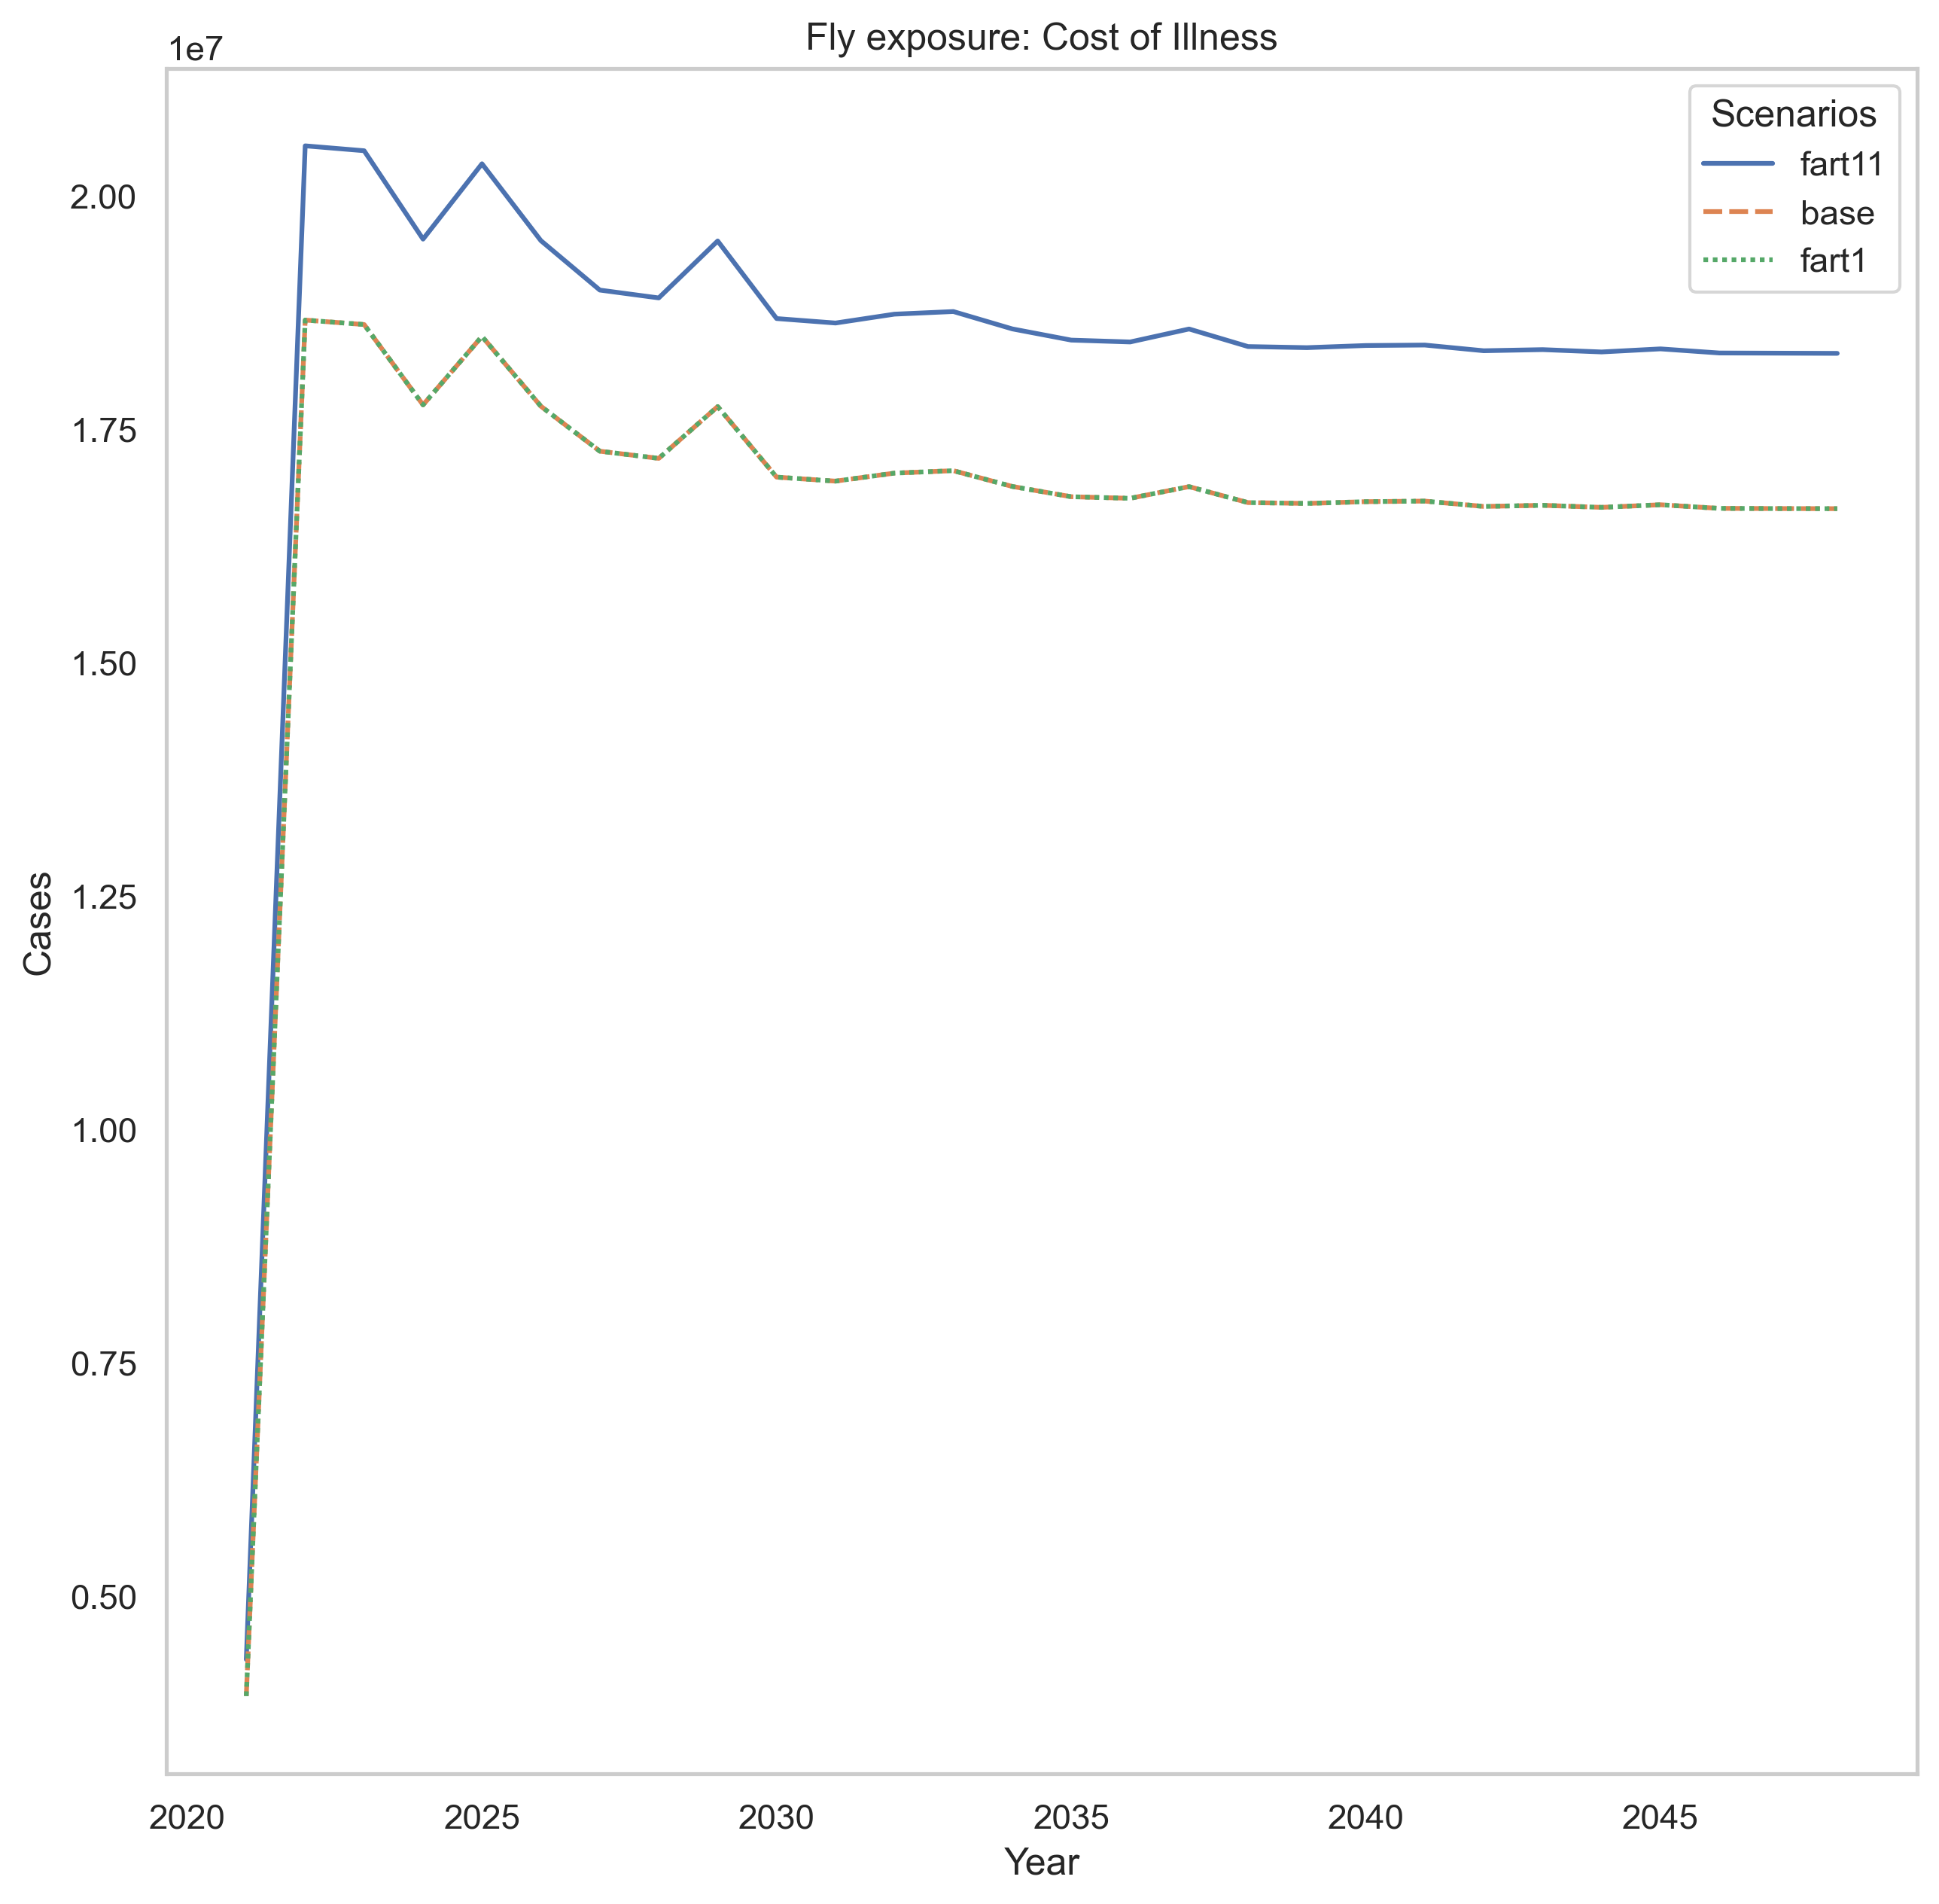 Fly exposure: Cost of Illness
1e7
Scenarios
fart11
base
fart1
2.00
1.75
1.50
1.25
1.00
0.75
0.50
Cases
2020 2025 2030 2035 2040 2045
Year